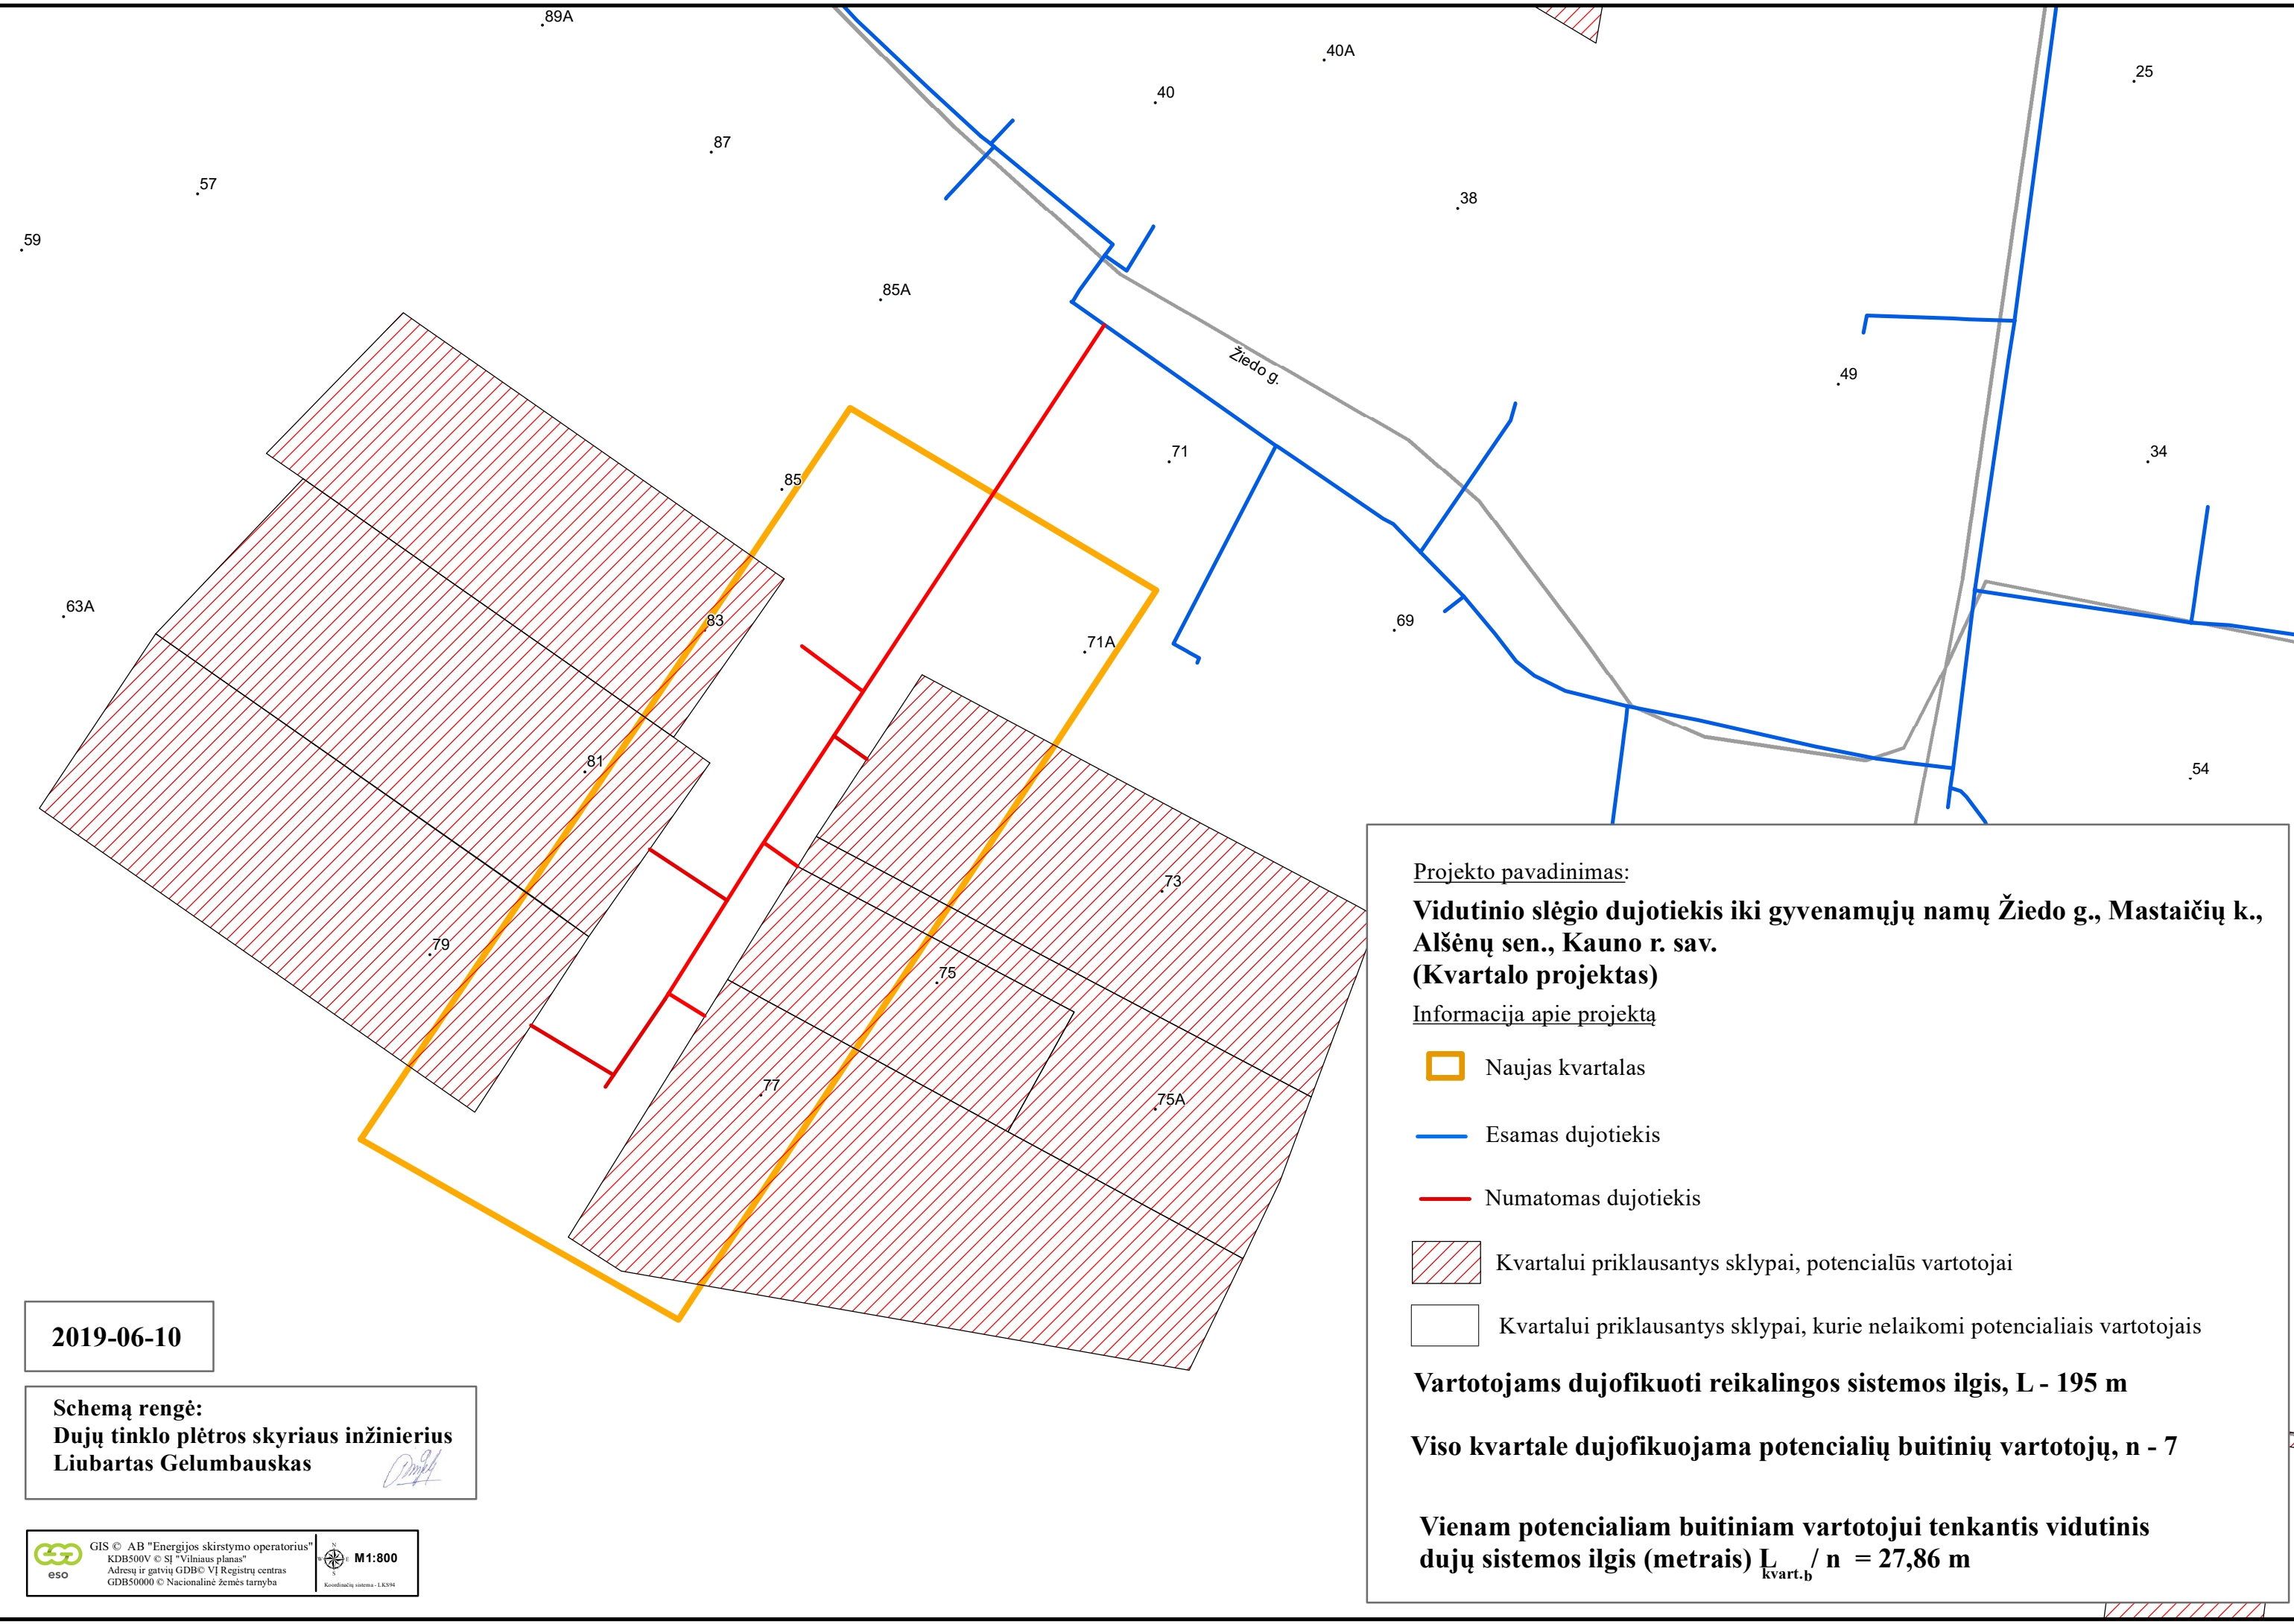 89A
40A
25
40
87
57
38
59
85A
Žiedo g.
49
71
34
85
63A
83
69
71A
81
54
73
79
75
77
75A
Projekto pavadinimas:
Vidutinio slėgio dujotiekis iki gyvenamųjų namų Žiedo g., Mastaičių k.,
Alšėnų sen., Kauno r. sav.
(Kvartalo projektas)
Informacija apie projektą
Naujas kvartalas
Esamas dujotiekis
Numatomas dujotiekis
Kvartalui priklausantys sklypai, potencialūs vartotojai
Kvartalui priklausantys sklypai, kurie nelaikomi potencialiais vartotojais
Vartotojams dujofikuoti reikalingos sistemos ilgis, L - 195 m
Viso kvartale dujofikuojama potencialių buitinių vartotojų, n - 7
Vienam potencialiam buitiniam vartotojui tenkantis vidutinis
dujų sistemos ilgis (metrais) L kvart.b / n = 27,86 m
2019-06-10
Schemą rengė:
Dujų tinklo plėtros skyriaus inžinierius
Liubartas Gelumbauskas
eso
GIS © AB "Energijos skirstymo operatorius"
KDB500V © SĮ "Vilniaus planas"
Adresų ir gatvių GDB© VĮ Registrų centras
GDB50000 © Nacionalinė žemės tarnyba
N
W E
S
M1:800
Koordinačių sistema - LKS94